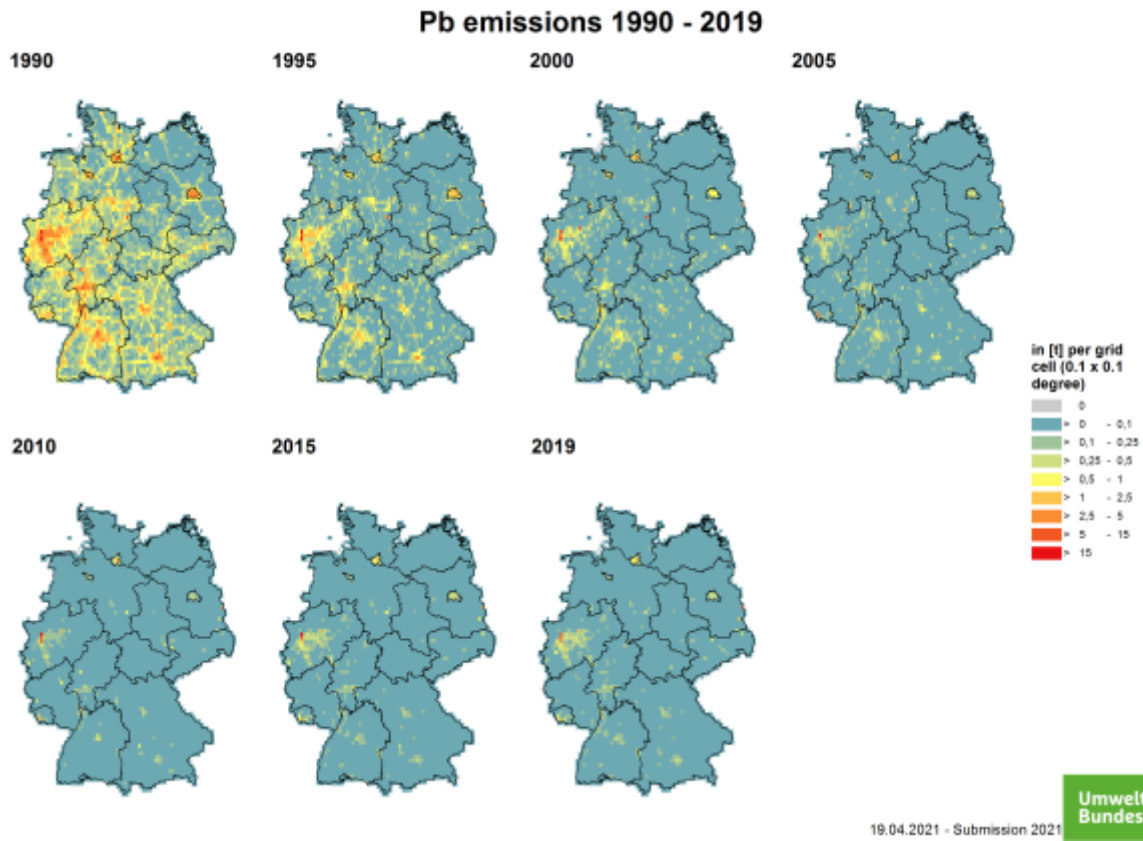 Pb emissions 1990 - 2019
1990
1995
2000
2005
2010
2015
2019
in [t] per grid
cell (0.1 x 0.1
degree)
0
> 0 - 0,1
> 0,1 - 0,25
> 0,25 - 0,5
> 0,5 - 1
> 1 - 2,5
> 2,5 - 5
> 5 - 15
> 15
19.04.2021 - Submission 2021
Umwelt
Bundes